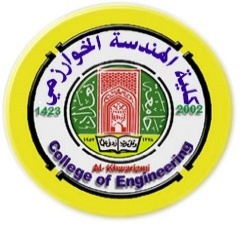 كلية الهندسة الخوارزمي
1423
2002
AL- Khwarizmi
College of Engineering